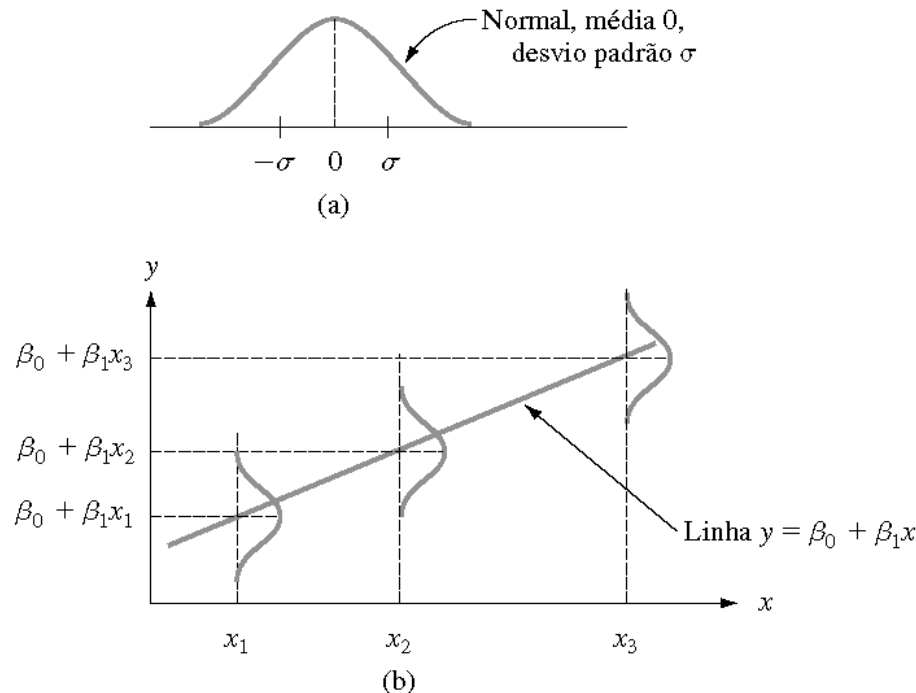 Normal, média 0,
desvio padrão σ
−σ 0 σ
(a)
y
β₀ + β₁x₃
β₀ + β₁x₂
β₀ + β₁x₁
Linha y = β₀ + β₁x
x
x₁ x₂ x₃
(b)